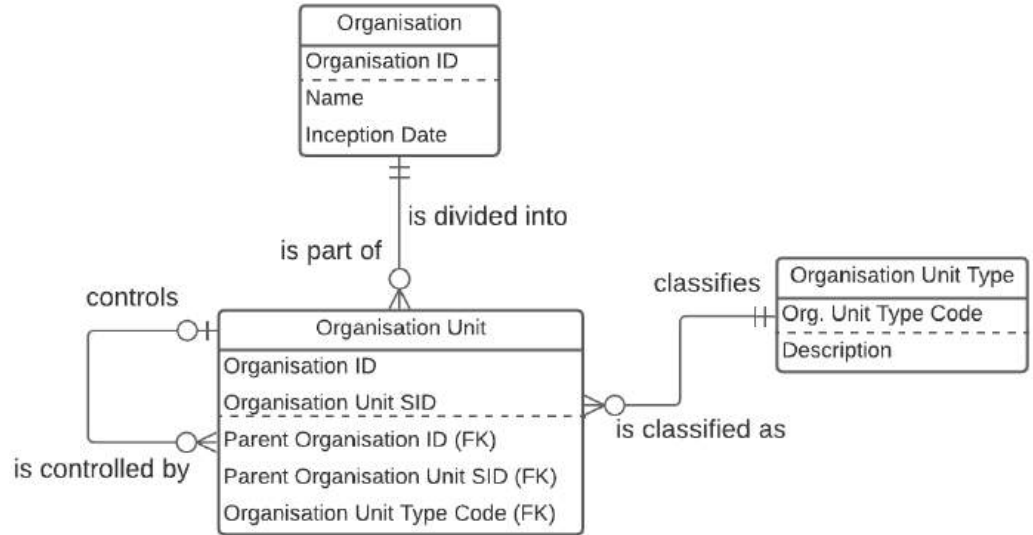 Organisation
Organisation ID
Name
Inception Date
is divided into
is part of
controls
classifies
Organisation Unit Type
Org. Unit Type Code
Description
Organisation Unit
Organisation ID
Organisation Unit SID
Parent Organisation ID (FK)
Parent Organisation Unit SID (FK)
Organisation Unit Type Code (FK)
is classified as
is controlled by